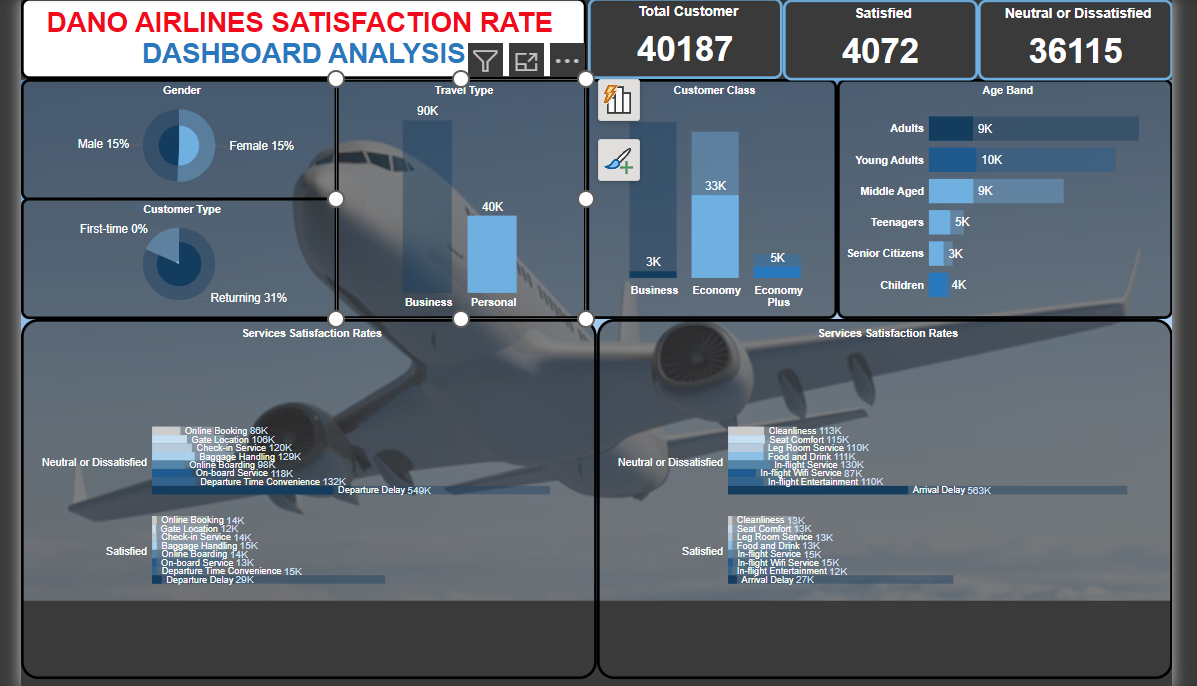 DANO AIRLINES SATISFACTION RATE
DASHBOARD ANALYSIS
Total Customer
40187
Satisfied
4072
Neutral or Dissatisfied
36115
Gender
Male 15%
Female 15%
Customer Type
First-time 0%
Returning 31%
Travel Type
90K
40K
Business
Personal
Customer Class
3K
33K
5K
Business
Economy
Economy
Plus
Age Band
Adults
9K
Young Adults
10K
Middle Aged
9K
Teenagers
5K
Senior Citizens
3K
Children
4K
Services Satisfaction Rates
Neutral or Dissatisfied
Online Booking 86K
Gate Location 106K
Check-in Service 120K
Baggage Handling 129K
Online Boarding 98K
On-board Service 118K
Departure Time Convenience 132K
Departure Delay 549K
Satisfied
Online Booking 14K
Gate Location 12K
Check-in Service 14K
Baggage Handling 15K
Online Boarding 14K
On-board Service 13K
Departure Time Convenience 15K
Departure Delay 29K
Services Satisfaction Rates
Neutral or Dissatisfied
Cleanliness 113K
Seat Comfort 115K
Leg Room Service 110K
Food and Drink 111K
In-flight Service 130K
In-flight Wifi Service 87K
In-flight Entertainment 110K
Arrival Delay 563K
Satisfied
Cleanliness 13K
Seat Comfort 13K
Leg Room Service 13K
Food and Drink 13K
In-flight Service 15K
In-flight Wifi Service 15K
In-flight Entertainment 12K
Arrival Delay 27K